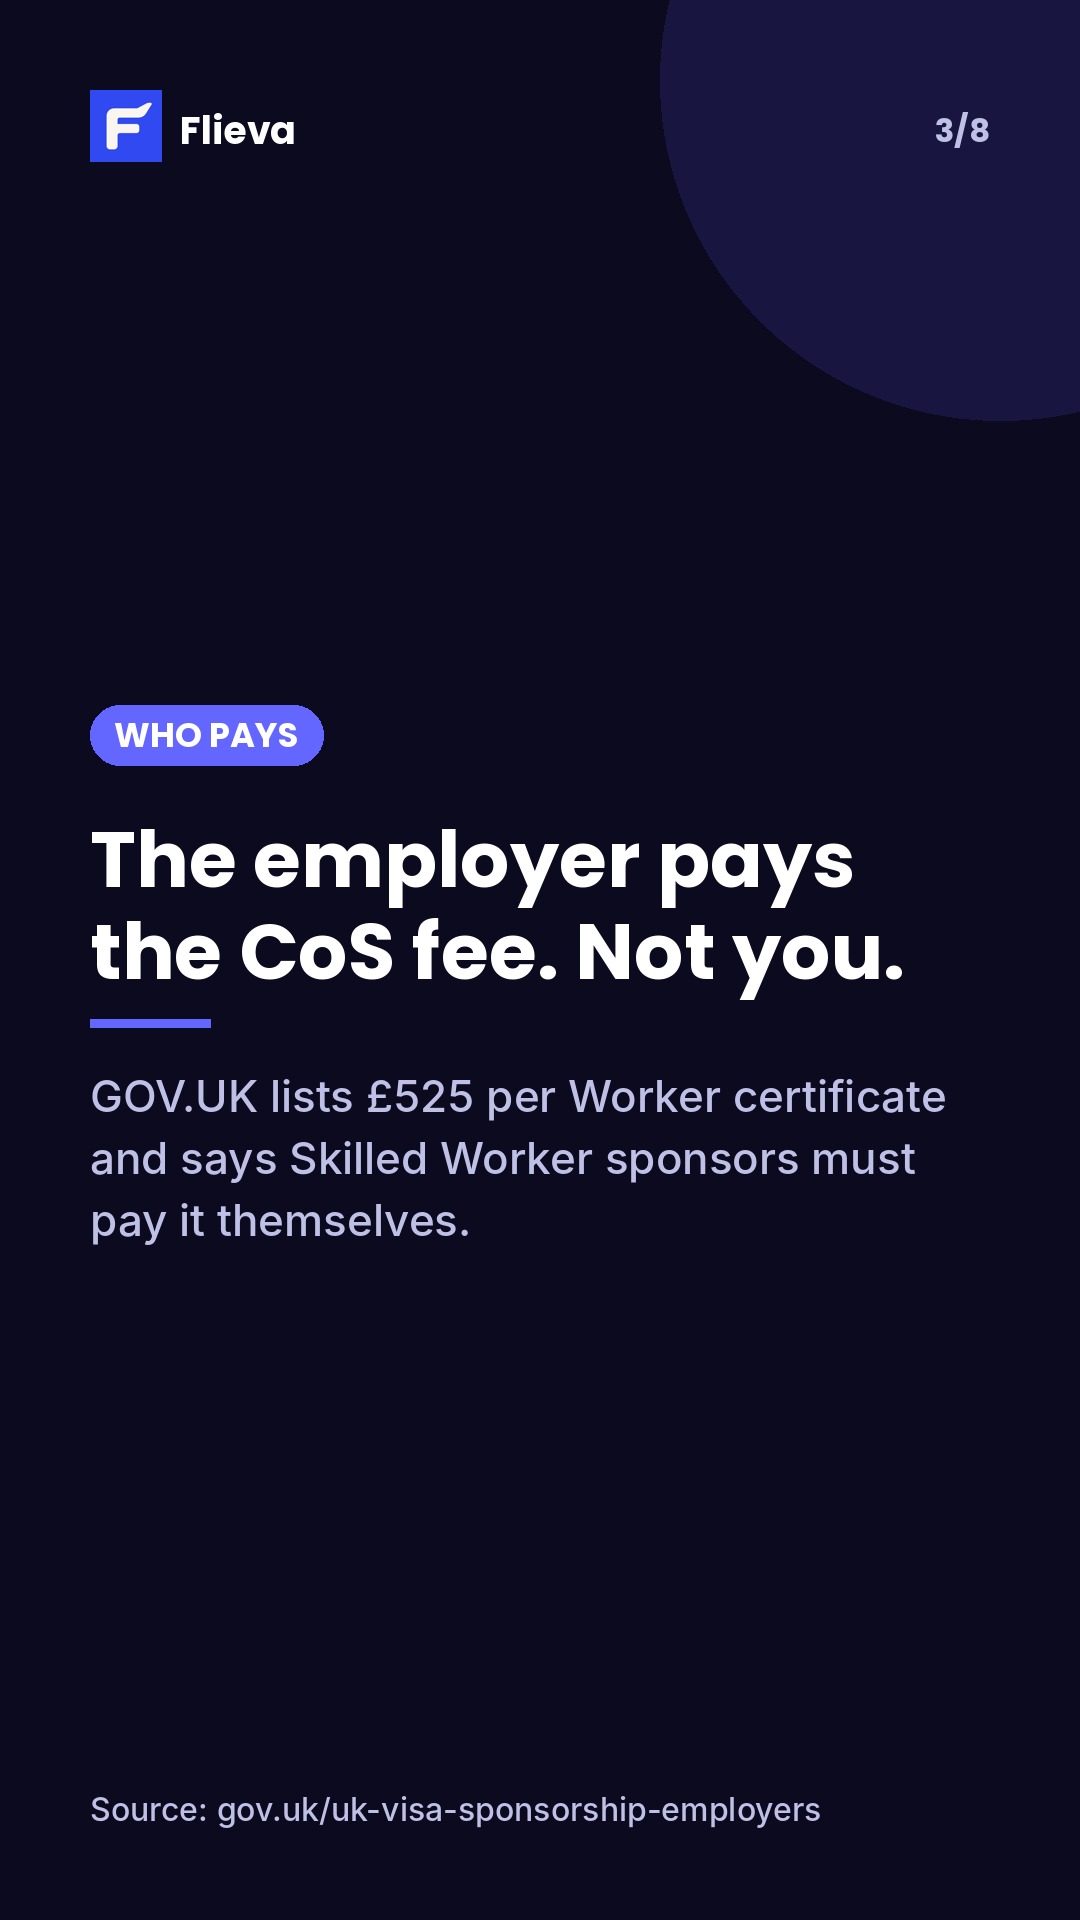 Flieva
3/8
WHO PAYS
The employer pays
the CoS fee. Not you.
GOV.UK lists £525 per Worker certificate
and says Skilled Worker sponsors must
pay it themselves.
Source: gov.uk/uk-visa-sponsorship-employers